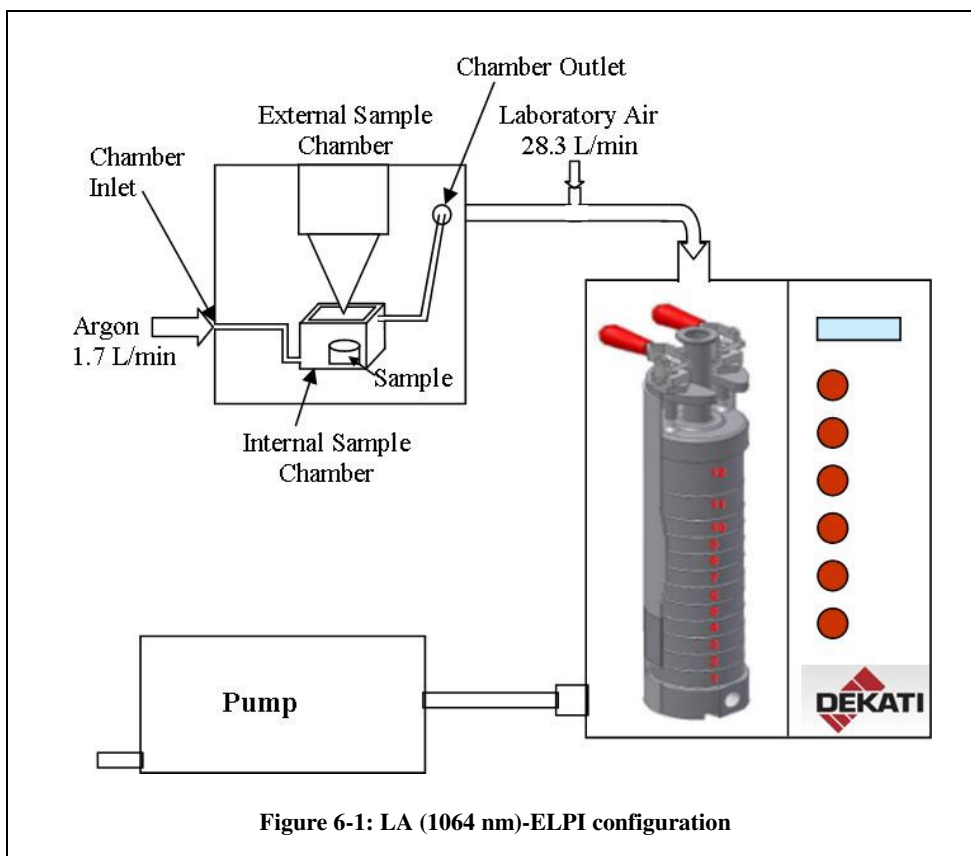 Chamber Outlet
External Sample
Chamber
Laboratory Air
28.3 L/min
Chamber
Inlet
Argon
1.7 L/min
Sample
Internal Sample
Chamber
12
11
10
9
8
7
6
5
4
3
2
1
Pump
DEKATI
Figure 6-1: LA (1064 nm)-ELPI configuration